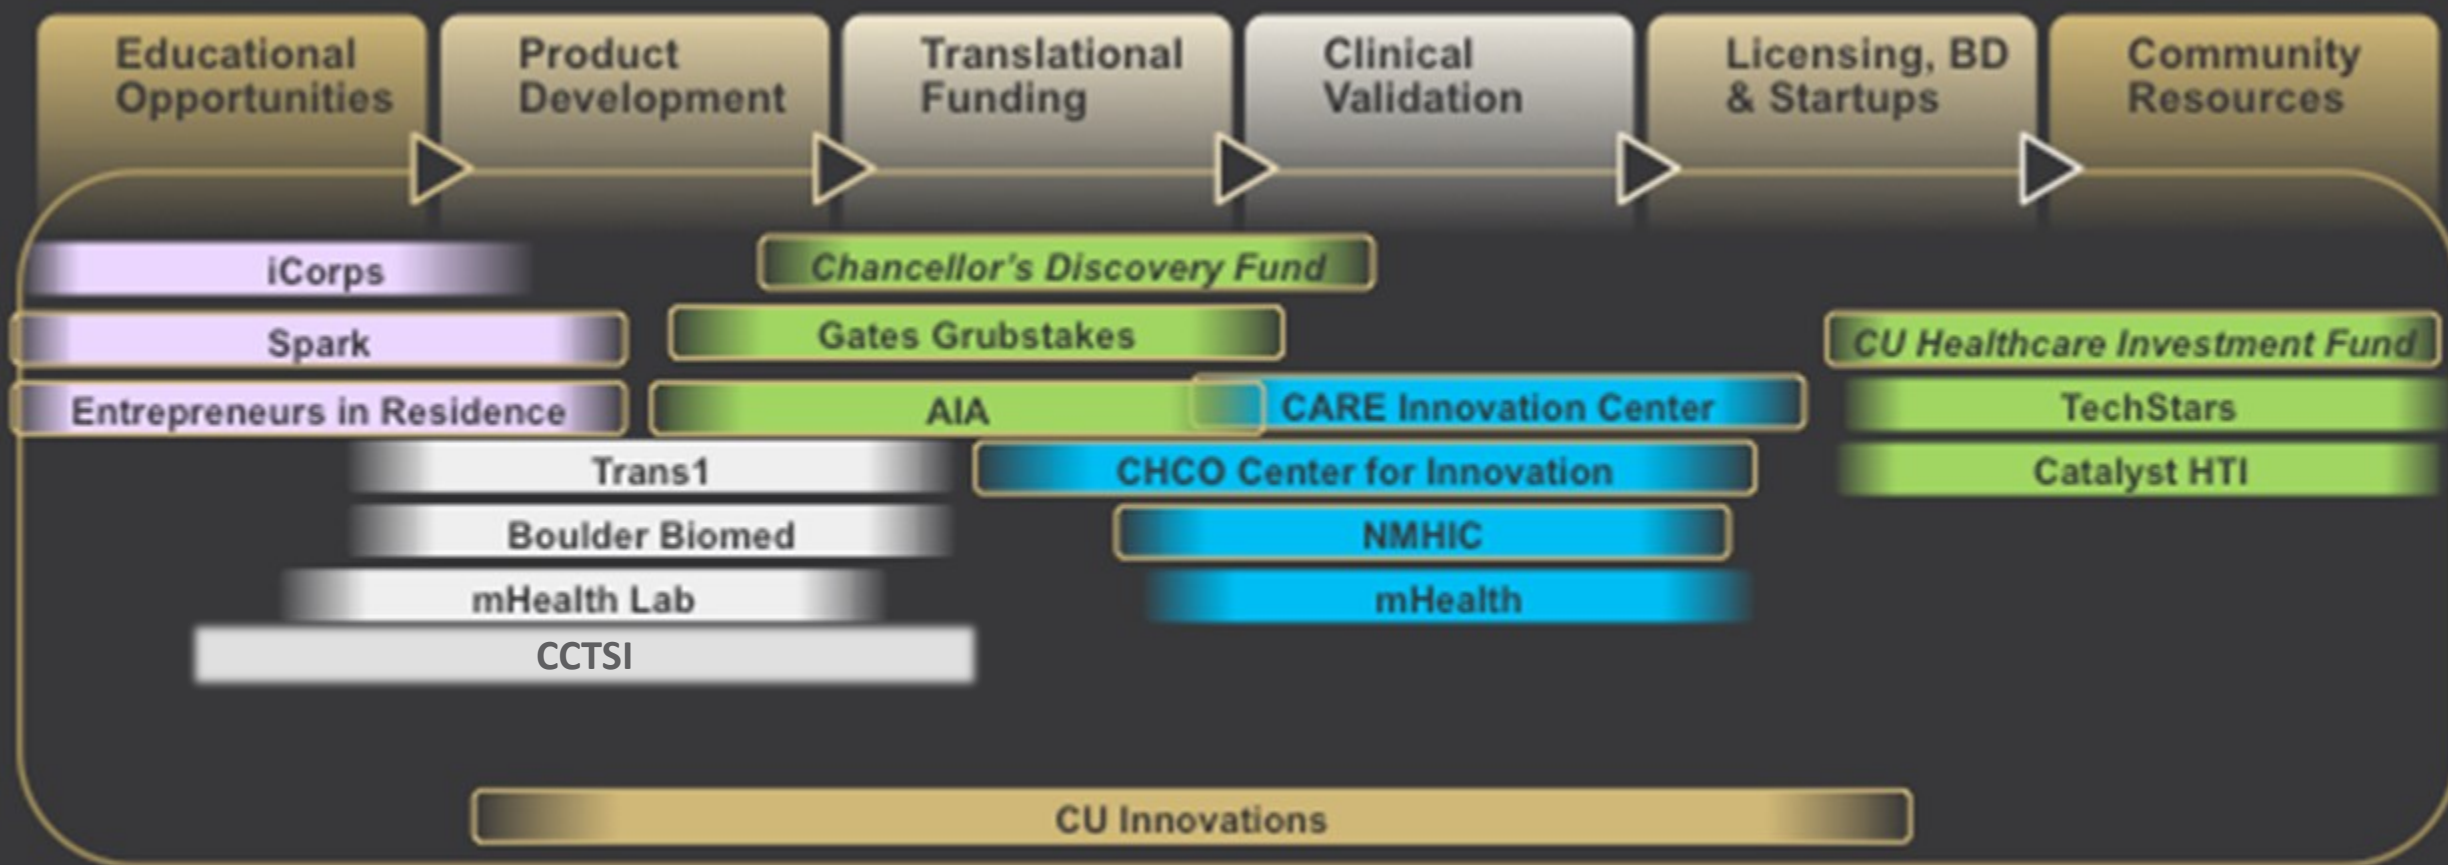 Educational
Opportunities
Product
Development
Translational
Funding
Clinical
Validation
Licensing, BD
& Startups
Community
Resources
iCorps
Chancellor's Discovery Fund
Spark
Gates Grubstakes
CU Healthcare Investment Fund
Entrepreneurs in Residence
AIA
CARE Innovation Center
TechStars
Trans1
CHCO Center for Innovation
Catalyst HTI
Boulder Biomed
NMHIC
mHealth Lab
mHealth
CCTSI
CU Innovations